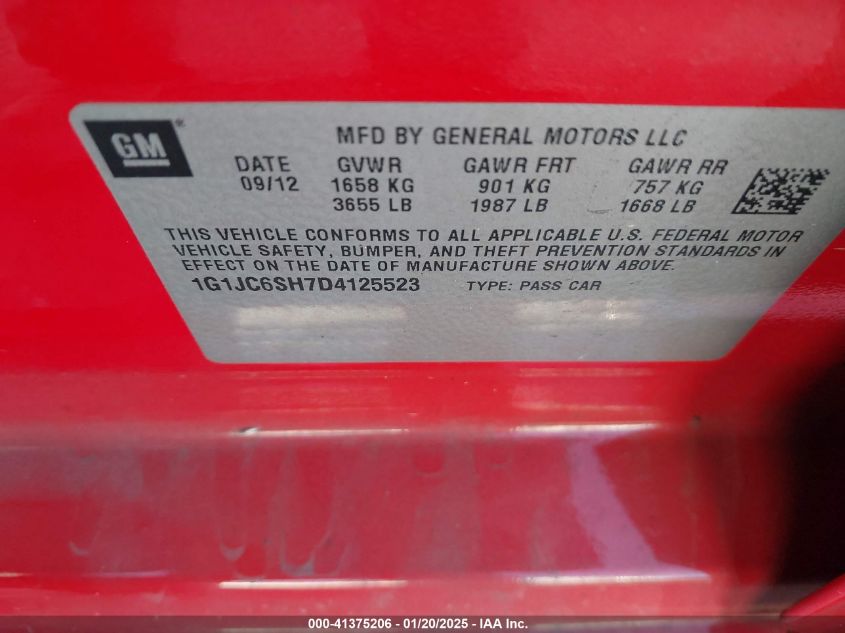 GM®
MFD BY GENERAL MOTORS LLC
DATE GVWR GAWR FRT GAWR RR
09/12 1658 KG 901 KG 757 KG
3655 LB 1987 LB 1668 LB
THIS VEHICLE CONFORMS TO ALL APPLICABLE U.S. FEDERAL MOTOR
VEHICLE SAFETY, BUMPER, AND THEFT PREVENTION STANDARDS IN
EFFECT ON THE DATE OF MANUFACTURE SHOWN ABOVE.
1G1JC6SH7D4125523 TYPE: PASS CAR
000-41375206 - 01/20/2025 - IAA Inc.